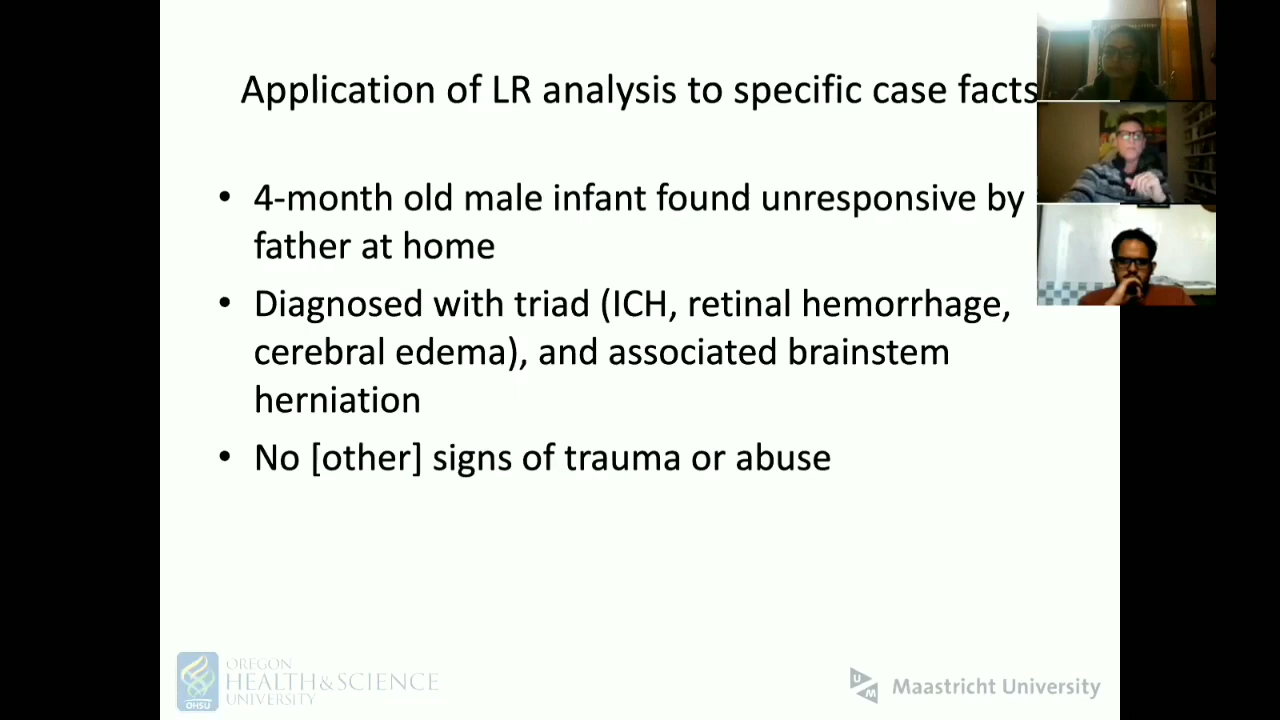 Application of LR analysis to specific case facts
• 4-month old male infant found unresponsive by
father at home
• Diagnosed with triad (ICH, retinal hemorrhage,
cerebral edema), and associated brainstem
herniation
• No [other] signs of trauma or abuse
OREGON
HEALTH & SCIENCE
UNIVERSITY
OHSU
UM
Maastricht University